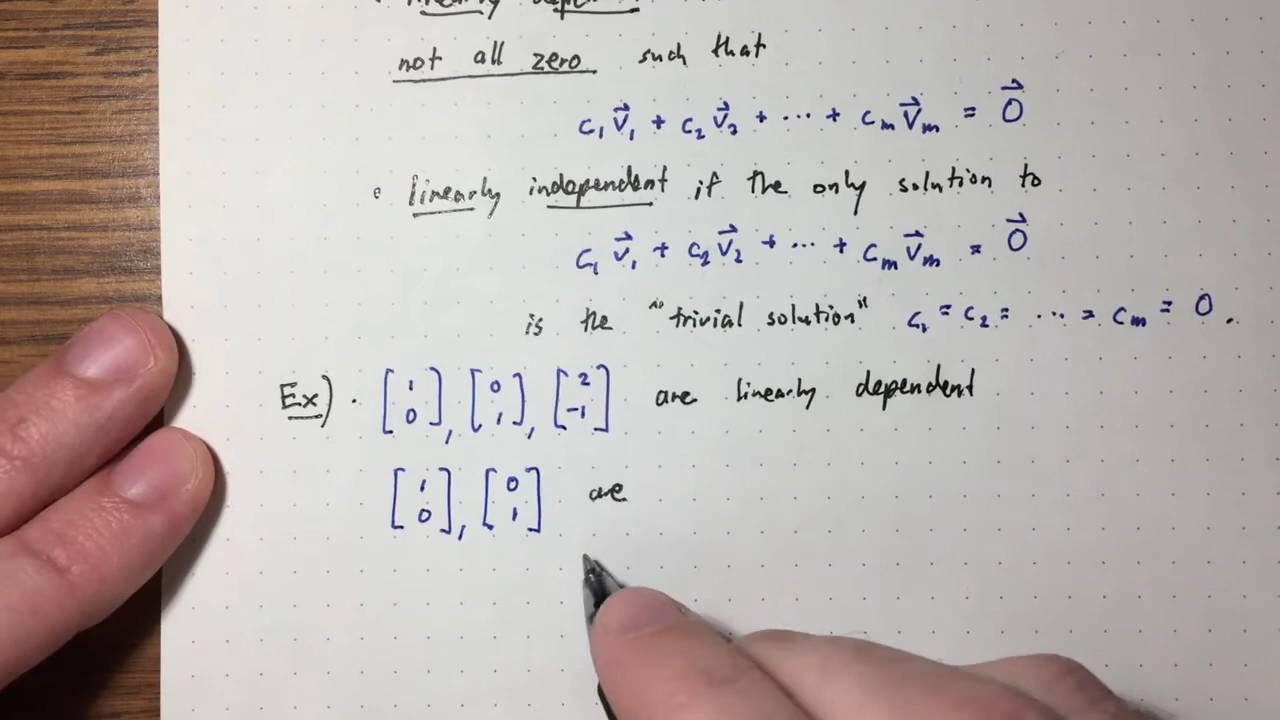 not all zero such that
c₁v⃗₁ + c₂v⃗₃ + ⋯ + cₘv⃗ₘ = 0⃗
∘ linearly independent if the only solution to
c₁v⃗₁ + c₂v⃗₂ + ⋯ + cₘv⃗ₘ = 0⃗
is the "trivial solution" c₁ = c₂ = ⋯ = cₘ = 0.
Ex) · [1 0], [0 1], [2 -1] are linearly dependent
[1 0], [0 1] are